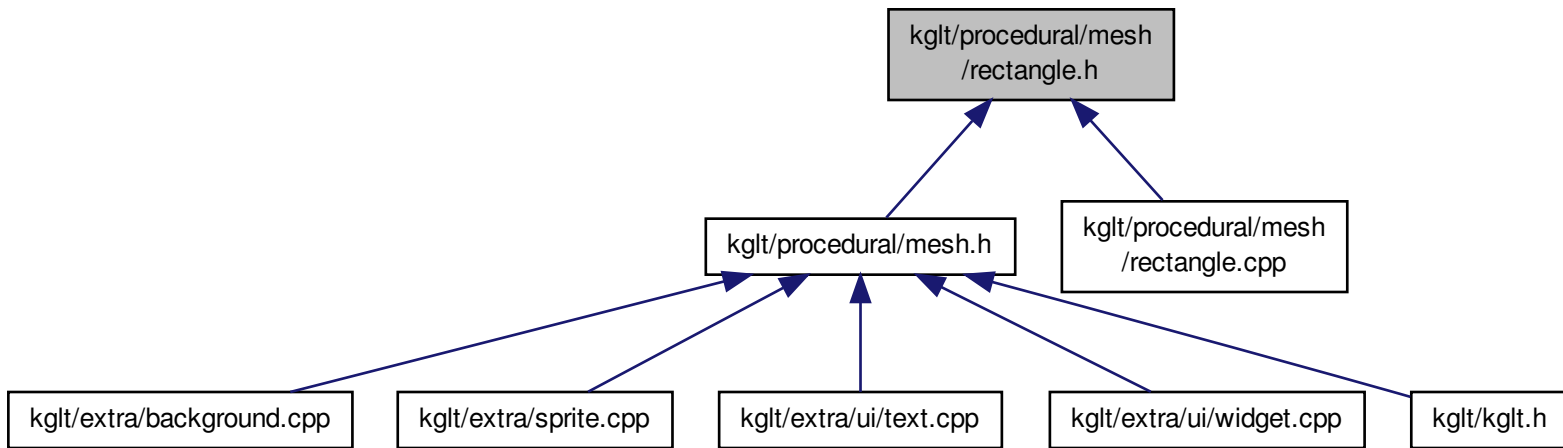 kglt/procedural/mesh
/rectangle.h
kglt/procedural/mesh.h
kglt/procedural/mesh
/rectangle.cpp
kglt/extra/background.cpp
kglt/extra/sprite.cpp
kglt/extra/ui/text.cpp
kglt/extra/ui/widget.cpp
kglt/kglt.h